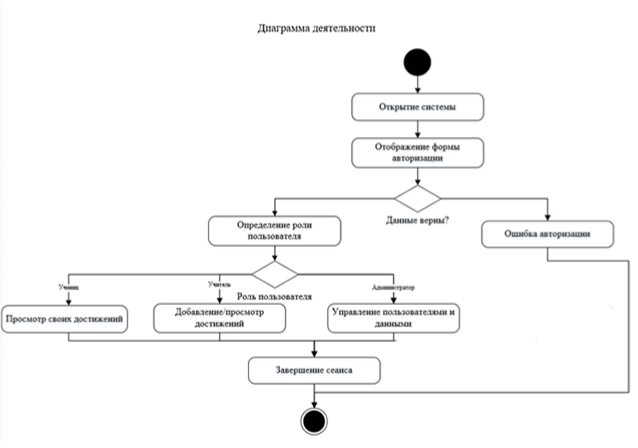 Диаграмма деятельности
Открытие системы
Отображение формы
авторизации
Данные верны?
Определение роли
пользователя
Ошибка авторизации
Ученик
Учитель
Администратор
Роль пользователя
Просмотр своих достижений
Добавление/просмотр
достижений
Управление пользователями и
данными
Завершение сеанса